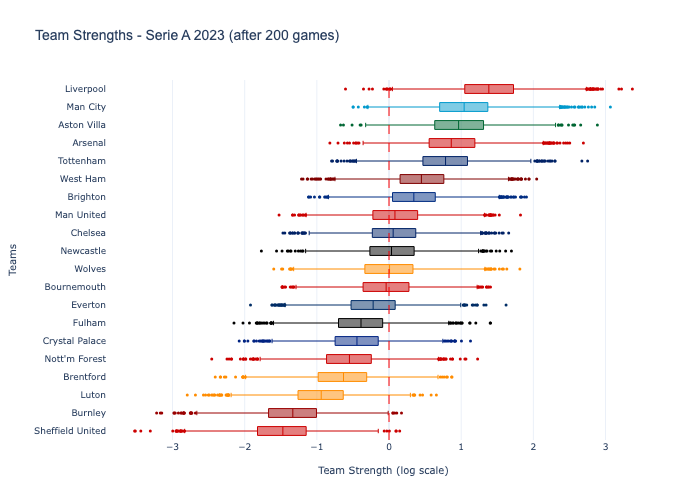 Team Strengths - Serie A 2023 (after 200 games)
Liverpool
Man City
Aston Villa
Arsenal
Tottenham
West Ham
Brighton
Man United
Chelsea
Newcastle
Wolves
Bournemouth
Everton
Fulham
Crystal Palace
Nott'm Forest
Brentford
Luton
Burnley
Sheffield United
Teams
−3 −2 −1 0 1 2 3
Team Strength (log scale)